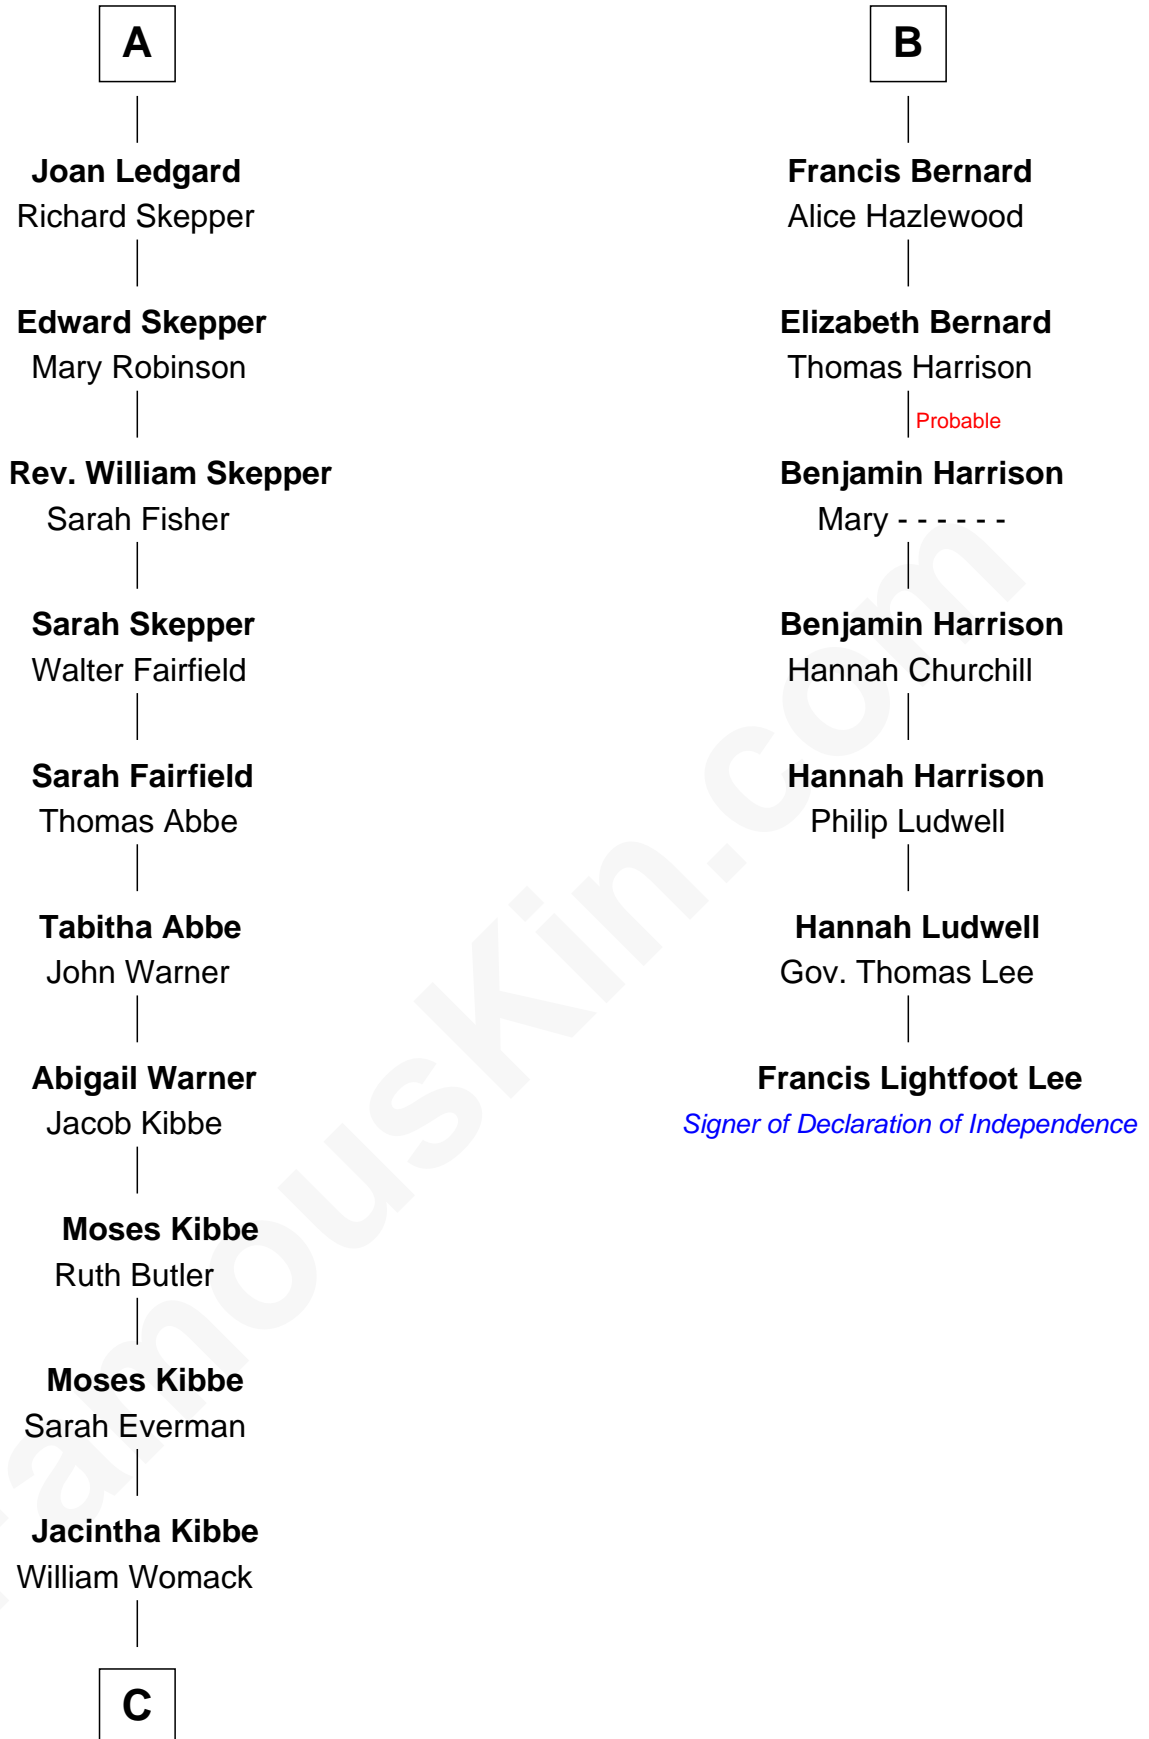 A
Joan Ledgard
Richard Skepper
Edward Skepper
Mary Robinson
Rev. William Skepper
Sarah Fisher
Sarah Skepper
Walter Fairfield
Sarah Fairfield
Thomas Abbe
Tabitha Abbe
John Warner
Abigail Warner
Jacob Kibbe
Moses Kibbe
Ruth Butler
Moses Kibbe
Sarah Everman
Jacintha Kibbe
William Womack
C
B
Francis Bernard
Alice Hazlewood
Elizabeth Bernard
Thomas Harrison
Probable
Benjamin Harrison
Mary - - - - - -
Benjamin Harrison
Hannah Churchill
Hannah Harrison
Philip Ludwell
Hannah Ludwell
Gov. Thomas Lee
Francis Lightfoot Lee
Signer of Declaration of Independence
FamousKin.com